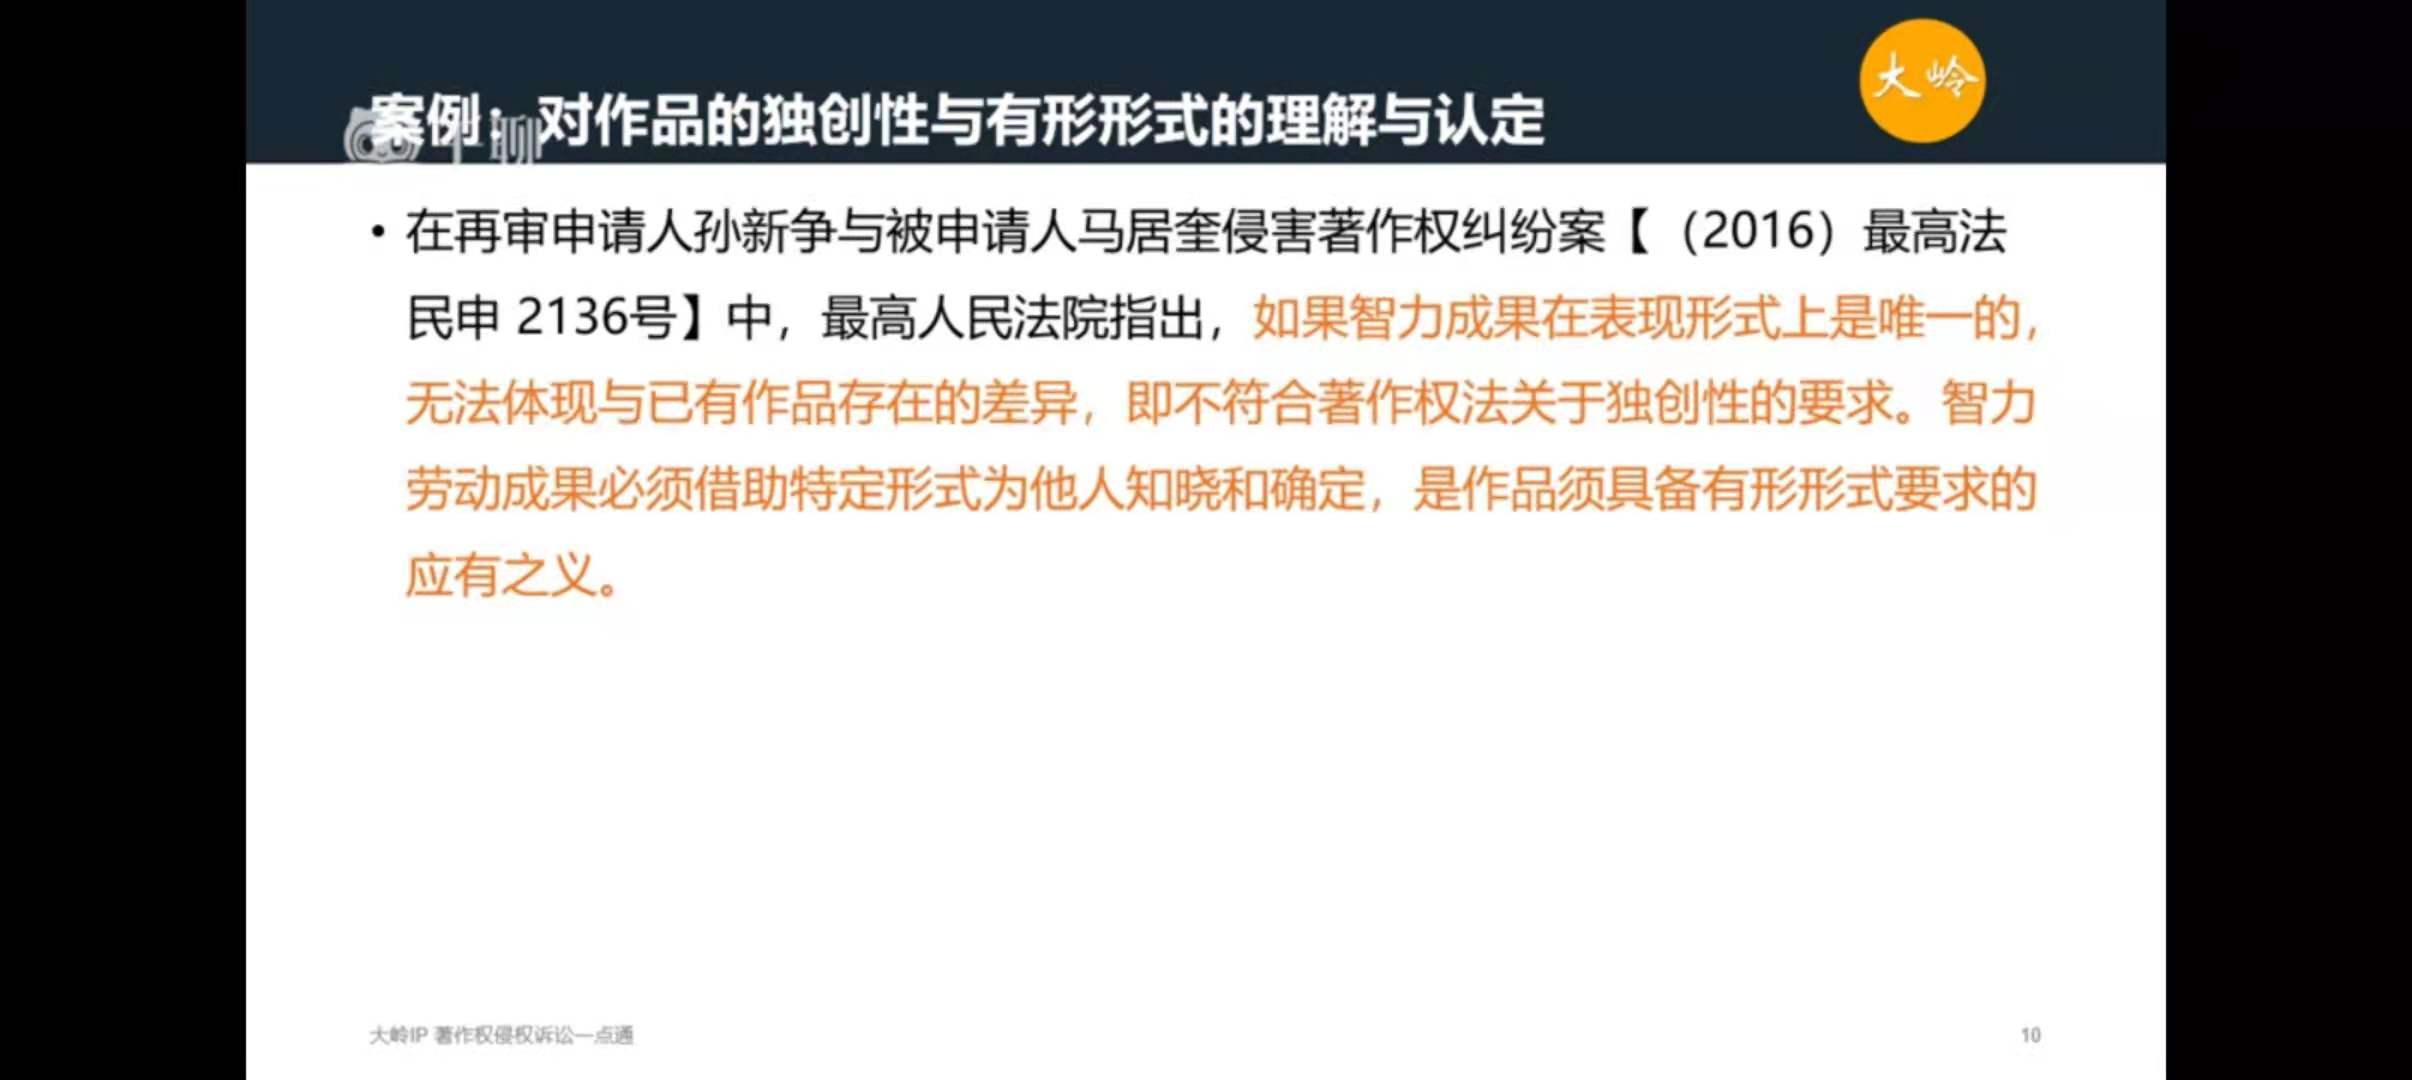 大岭
案例：对作品的独创性与有形形式的理解与认定
千聊
• 在再审申请人孙新争与被申请人马居奎侵害著作权纠纷案【（2016）最高法
民申 2136号】中，最高人民法院指出，如果智力成果在表现形式上是唯一的，
无法体现与已有作品存在的差异，即不符合著作权法关于独创性的要求。智力
劳动成果必须借助特定形式为他人知晓和确定，是作品须具备有形形式要求的
应有之义。
大岭IP 著作权侵权诉讼一点通
10